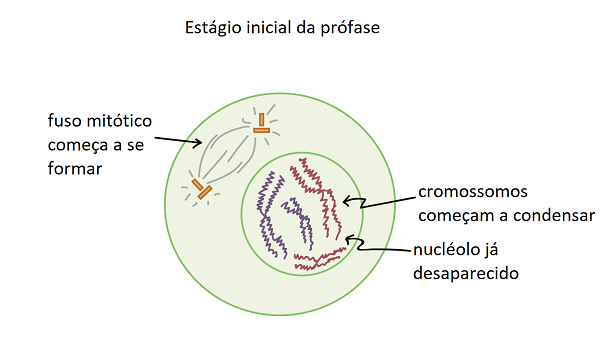 Estágio inicial da prófase
fuso mitótico
começa a se
formar
cromossomos
começam a condensar
nucléolo já
desaparecido